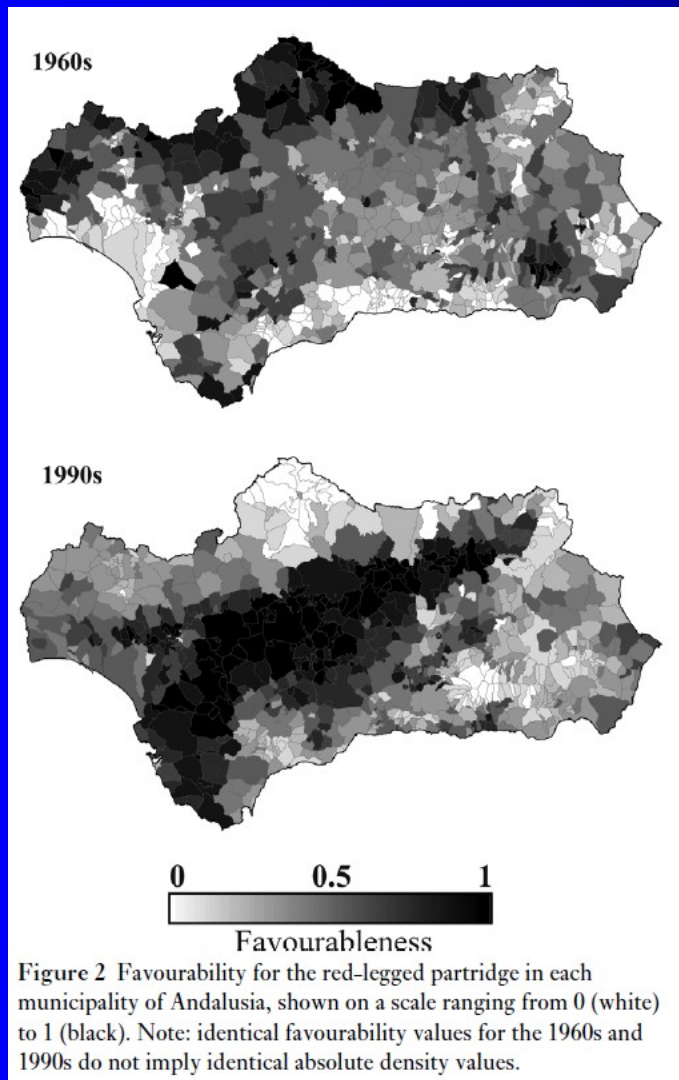 1960s
1990s
0 0.5 1
Favourableness
Figure 2 Favourability for the red-legged partridge in each
municipality of Andalusia, shown on a scale ranging from 0 (white)
to 1 (black). Note: identical favourability values for the 1960s and
1990s do not imply identical absolute density values.